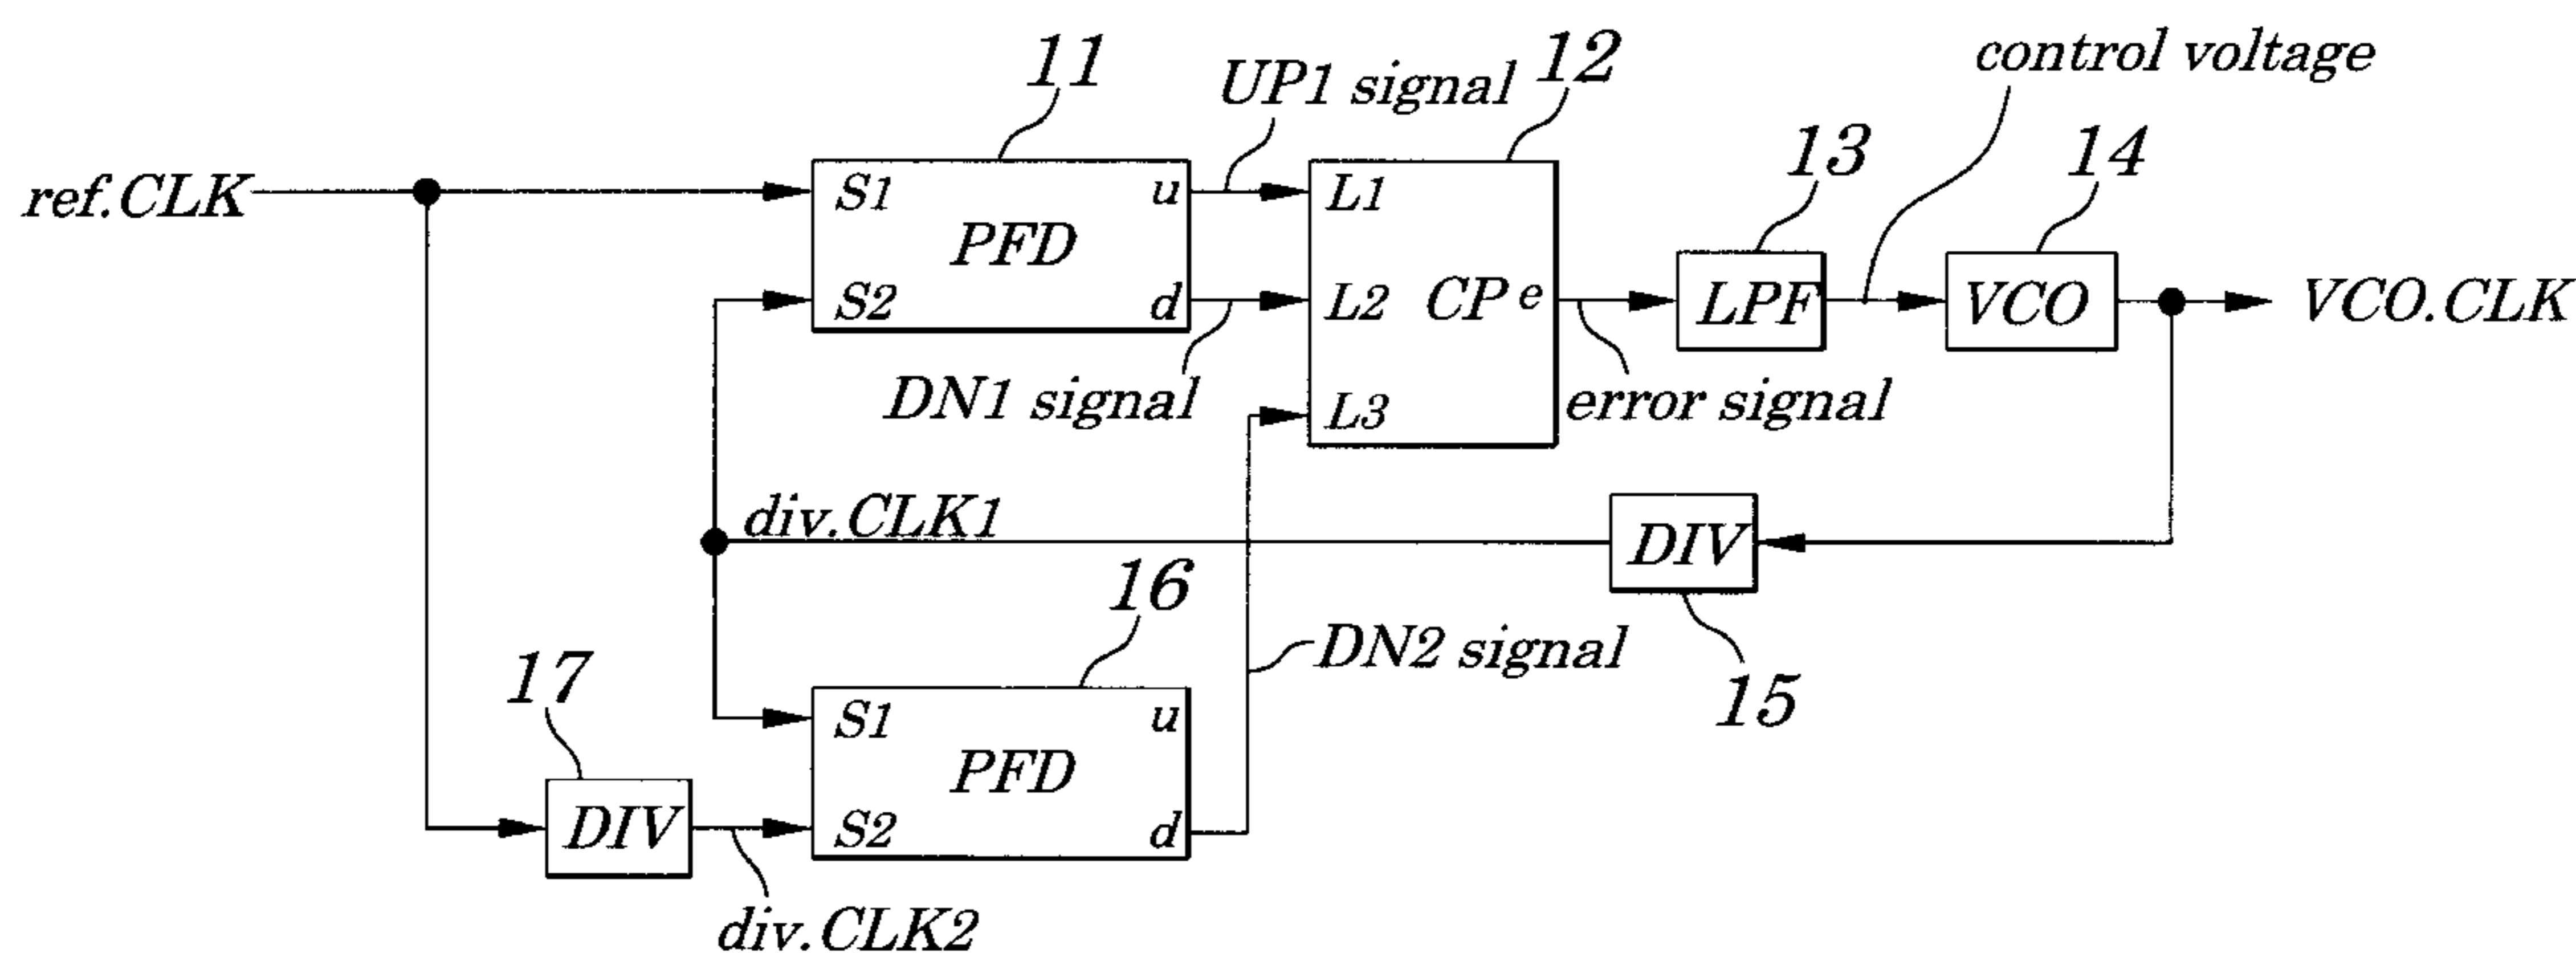 11
UP1 signal
12
control voltage
13
14
ref.CLK
S1
u
PFD
S2
d
L1
L2
CP e
L3
LPF
VCO
VCO.CLK
DN1 signal
error signal
div.CLK1
DIV
15
16
DN2 signal
17
S1
u
PFD
S2
d
DIV
div.CLK2